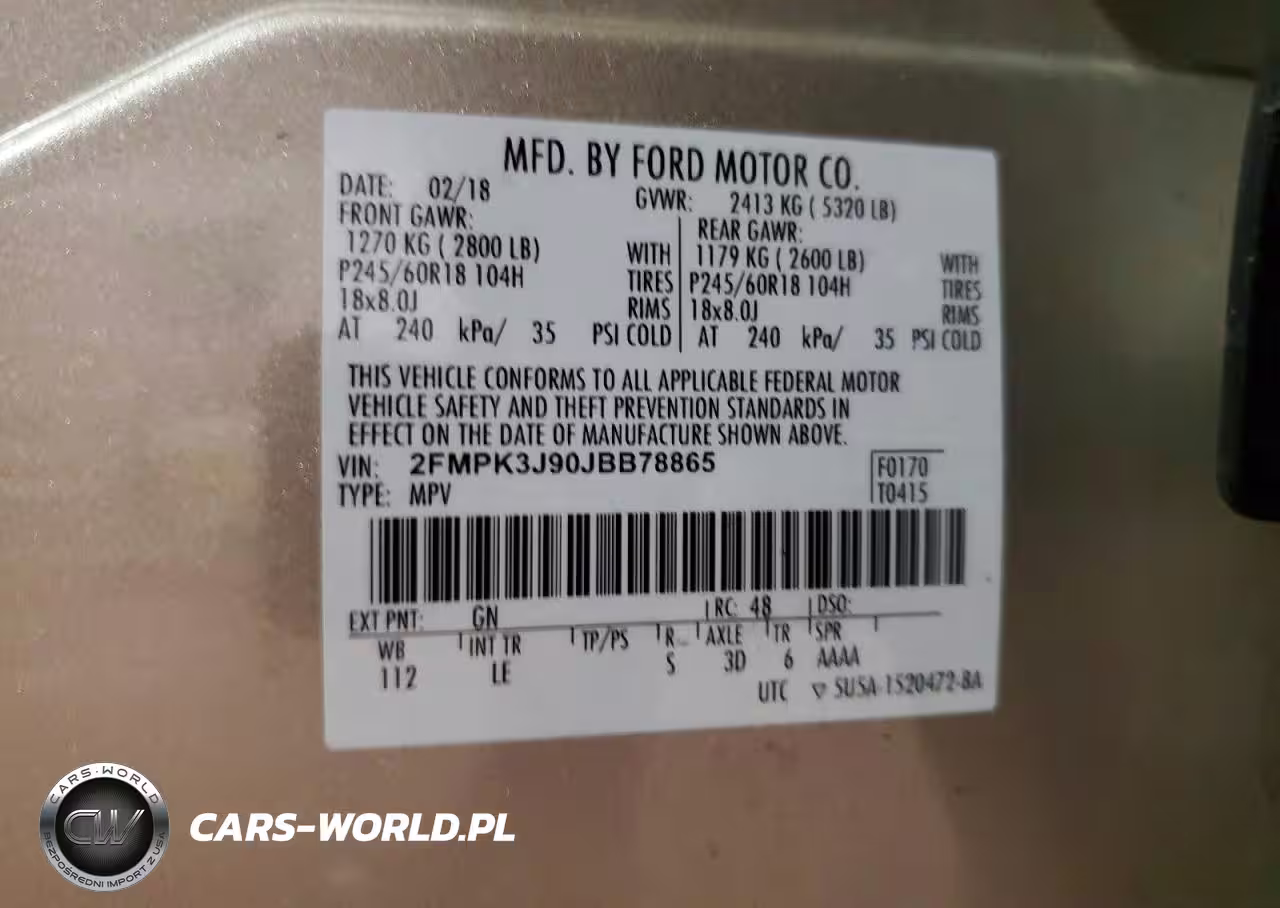 MFD. BY FORD MOTOR CO.
DATE: 02/18 GVWR: 2413 KG ( 5320 LB)
FRONT GAWR: REAR GAWR:
1270 KG ( 2800 LB) WITH 1179 KG ( 2600 LB) WITH
P245/60R18 104H TIRES P245/60R18 104H TIRES
18x8.0J RIMS 18x8.0J RIMS
AT 240 kPa/ 35 PSI COLD AT 240 kPa/ 35 PSI COLD
THIS VEHICLE CONFORMS TO ALL APPLICABLE FEDERAL MOTOR
VEHICLE SAFETY AND THEFT PREVENTION STANDARDS IN
EFFECT ON THE DATE OF MANUFACTURE SHOWN ABOVE.
VIN: 2FMPK3J90JBB78865 F0170
TYPE: MPV T0415
EXT PNT: GN RC: 48 DSO:
WB INT TR TP/PS R AXLE TR SPR
112 LE S 3D 6 AAAA
UTC ▽ 5USA-1520472-BA
CARS-WORLD
CW
BEZPOŚREDNI IMPORT Z USA
CARS-WORLD.PL